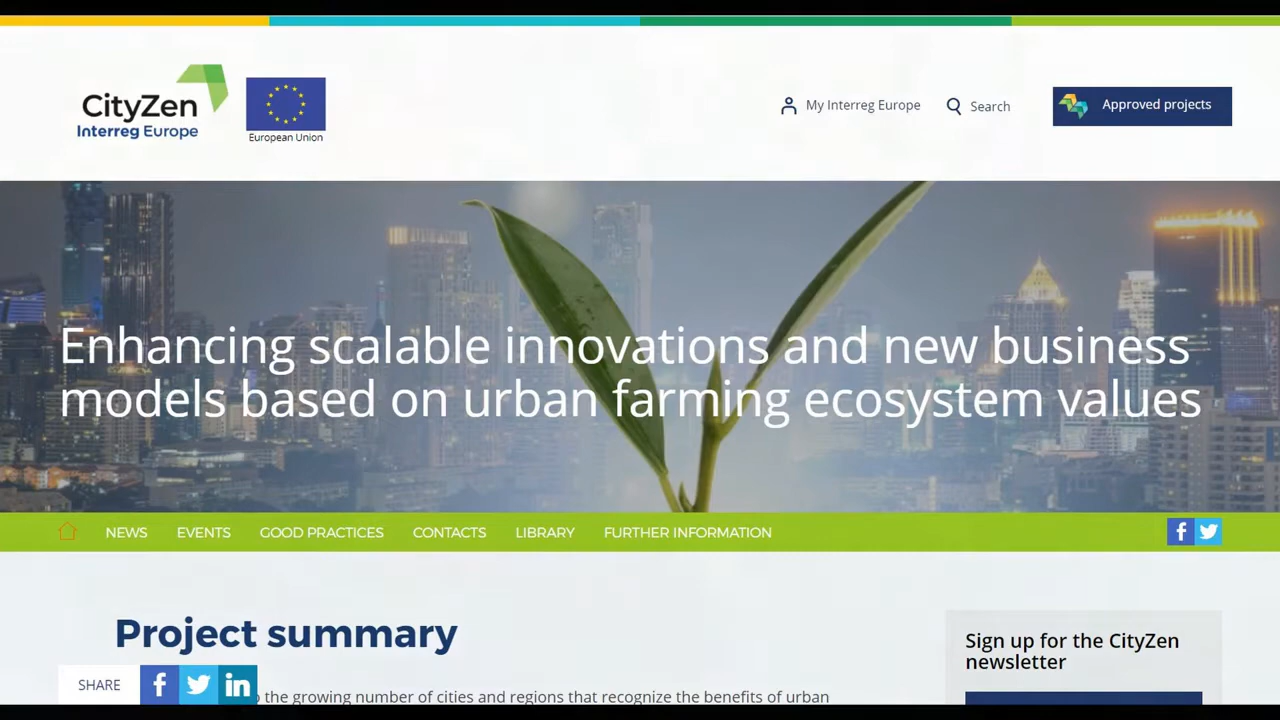 CityZen
Interreg Europe
European Union
My Interreg Europe
Search
Approved projects
Enhancing scalable innovations and new business
models based on urban farming ecosystem values
NEWS EVENTS GOOD PRACTICES CONTACTS LIBRARY FURTHER INFORMATION
Project summary
Sign up for the CityZen
newsletter
SHARE
the growing number of cities and regions that recognize the benefits of urban